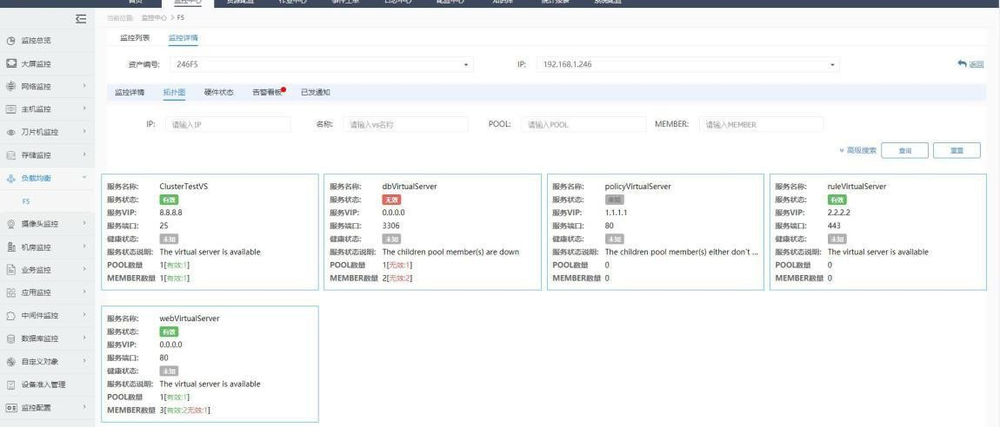 首页 监控中心 资源配置 作业中心 事件工单 日志中心 配置中心 知识库 统计报表 系统配置
当前位置: 监控中心 > F5
监控总览
大屏监控
网络监控
主机监控
刀片机监控
存储监控
负载均衡
F5
摄像头监控
机房监控
业务监控
应用监控
中间件监控
数据库监控
自定义对象
设备准入管理
监控配置
监控列表 监控详情
资产编号: 246F5 IP: 192.168.1.246 返回
监控详情 拓扑图 硬件状态 告警看板 已发通知
IP: 请输入IP 名称: 请输入vs名称 POOL: 请输入POOL MEMBER: 请输入MEMBER
高级搜索 查询 重置
服务名称: ClusterTestVS
服务状态: 有效
服务VIP: 8.8.8.8
服务端口: 25
健康状态: 未知
服务状态说明: The virtual server is available
POOL数量 1[有效:1]
MEMBER数量 1[有效:1]
服务名称: dbVirtualServer
服务状态: 无效
服务VIP: 0.0.0.0
服务端口: 3306
健康状态: 未知
服务状态说明: The children pool member(s) are down
POOL数量 1[无效:1]
MEMBER数量 2[无效:2]
服务名称: policyVirtualServer
服务状态: 未知
服务VIP: 1.1.1.1
服务端口: 80
健康状态: 未知
服务状态说明: The children pool member(s) either don't ...
POOL数量 0
MEMBER数量 0
服务名称: ruleVirtualServer
服务状态: 有效
服务VIP: 2.2.2.2
服务端口: 443
健康状态: 未知
服务状态说明: The virtual server is available
POOL数量 0
MEMBER数量 0
服务名称: webVirtualServer
服务状态: 有效
服务VIP: 0.0.0.0
服务端口: 80
健康状态: 未知
服务状态说明: The virtual server is available
POOL数量 1[有效:1]
MEMBER数量 3[有效:2无效:1]